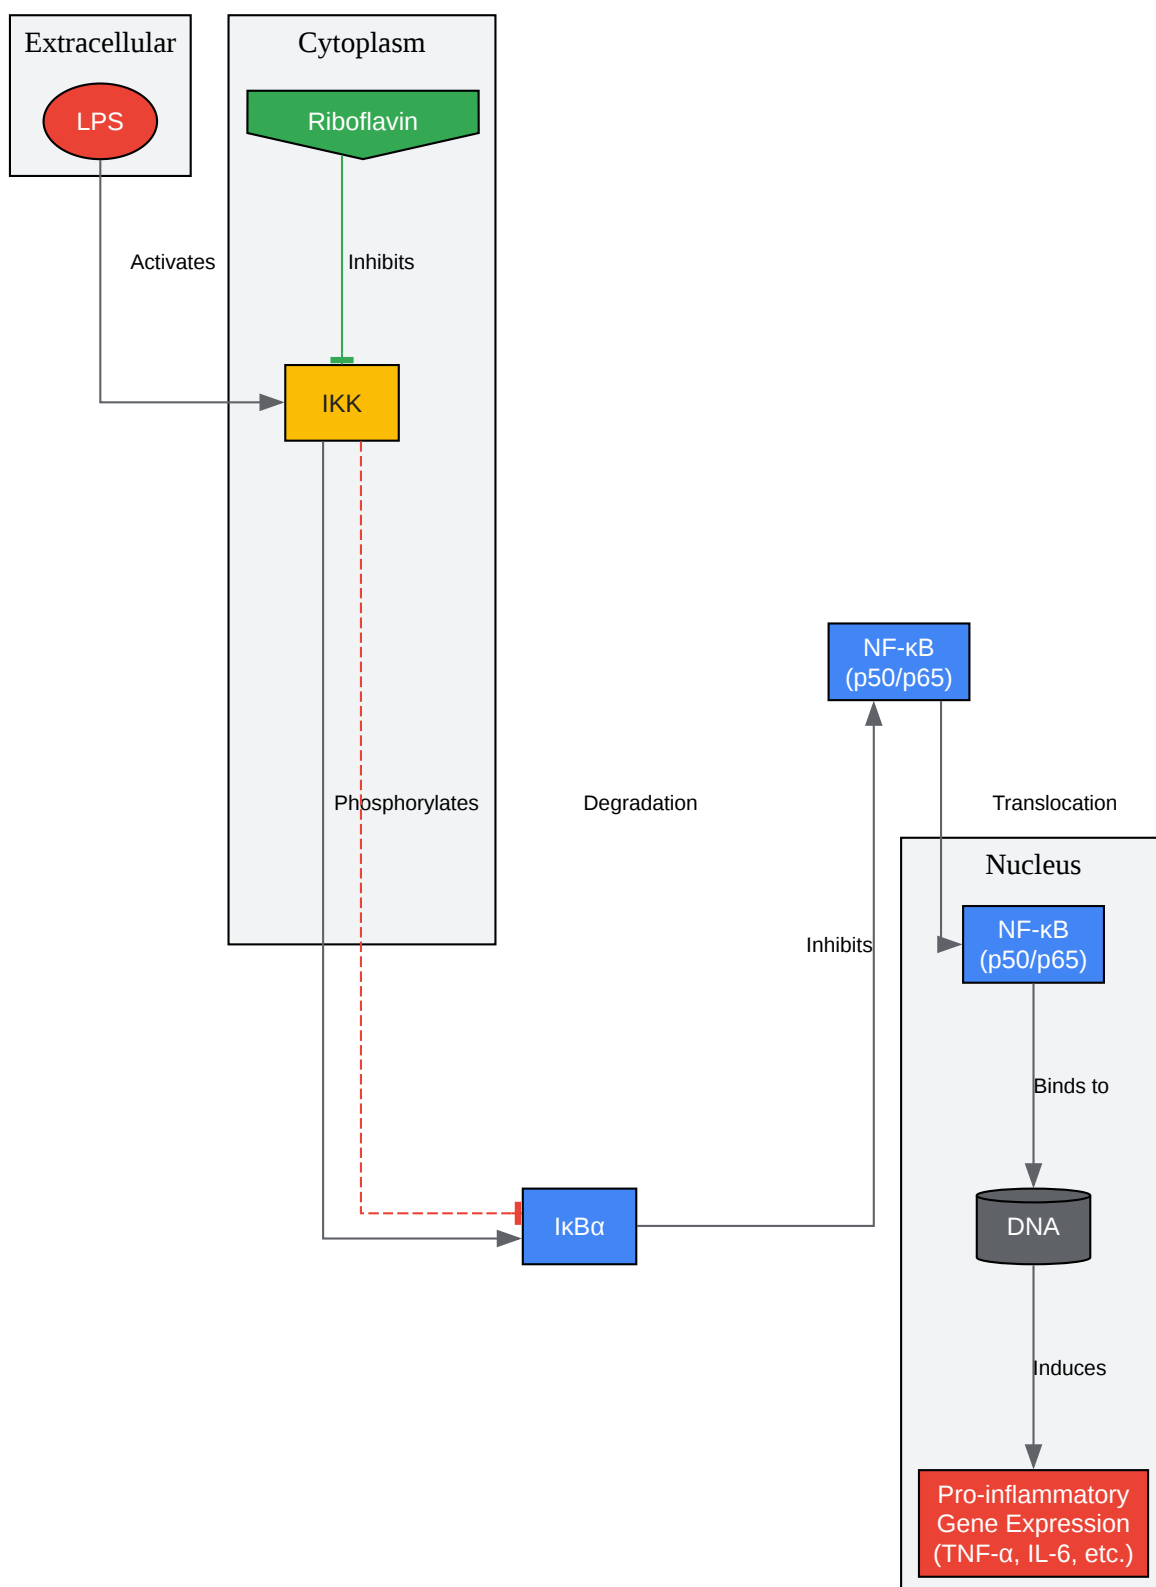 Extracellular
Cytoplasm
LPS
Riboflavin
Activates
Inhibits
IKK
NF-κB
(p50/p65)
Phosphorylates
Degradation
Translocation
Nucleus
NF-κB
(p50/p65)
Inhibits
Binds to
IκBα
DNA
Induces
Pro-inflammatory
Gene Expression
(TNF-α, IL-6, etc.)